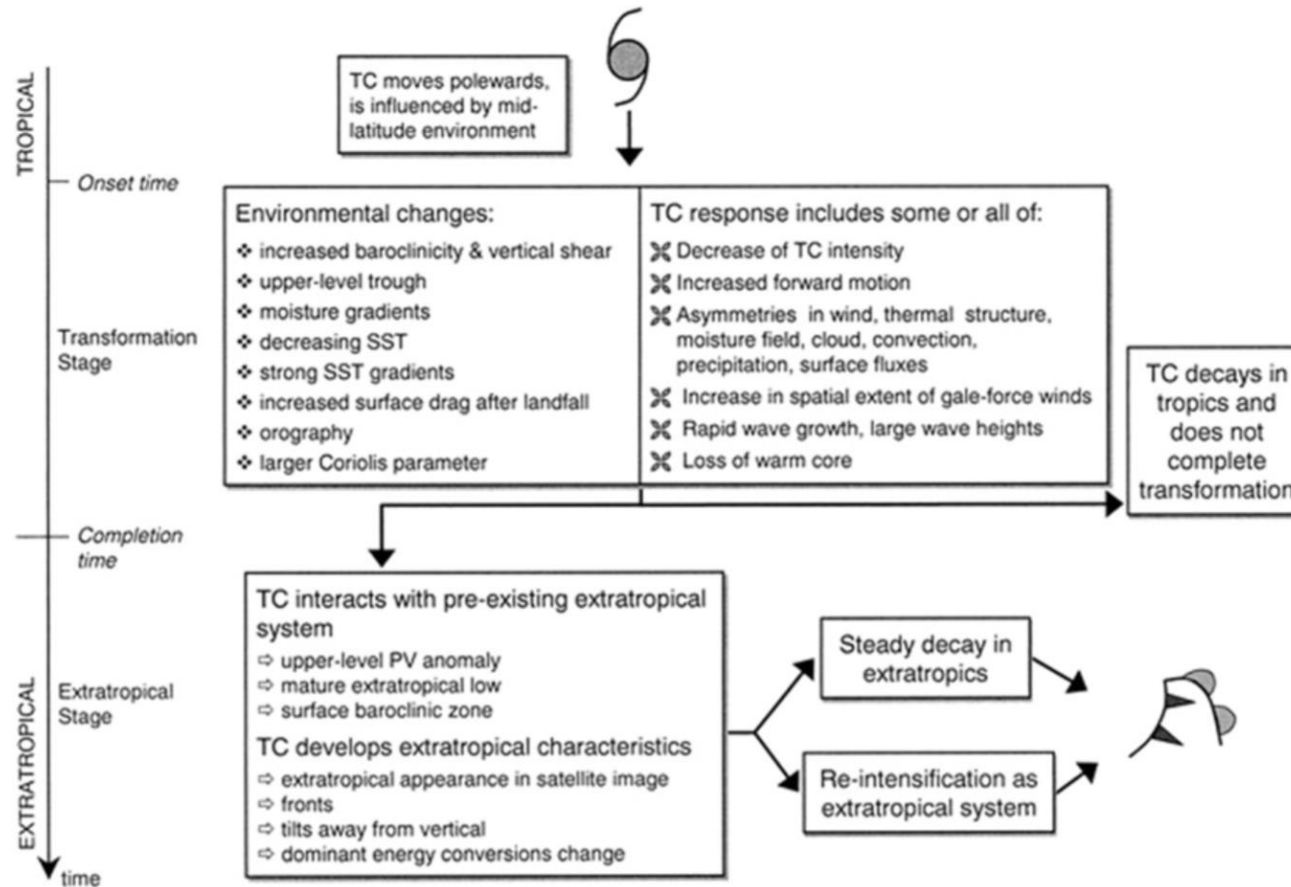 TROPICAL
TC moves polewards,
is influenced by mid-
latitude environment
Onset time
Transformation
Stage
Environmental changes:
❖ increased baroclinicity & vertical shear
❖ upper-level trough
❖ moisture gradients
❖ decreasing SST
❖ strong SST gradients
❖ increased surface drag after landfall
❖ orography
❖ larger Coriolis parameter
TC response includes some or all of:
Decrease of TC intensity
Increased forward motion
Asymmetries in wind, thermal structure,
moisture field, cloud, convection,
precipitation, surface fluxes
Increase in spatial extent of gale-force winds
Rapid wave growth, large wave heights
Loss of warm core
TC decays in
tropics and
does not
complete
transformation
Completion
time
EXTRATROPICAL
Extratropical
Stage
TC interacts with pre-existing extratropical
system
⇨ upper-level PV anomaly
⇨ mature extratropical low
⇨ surface baroclinic zone
TC develops extratropical characteristics
⇨ extratropical appearance in satellite image
⇨ fronts
⇨ tilts away from vertical
⇨ dominant energy conversions change
Steady decay in
extratropics
Re-intensification as
extratropical system
time